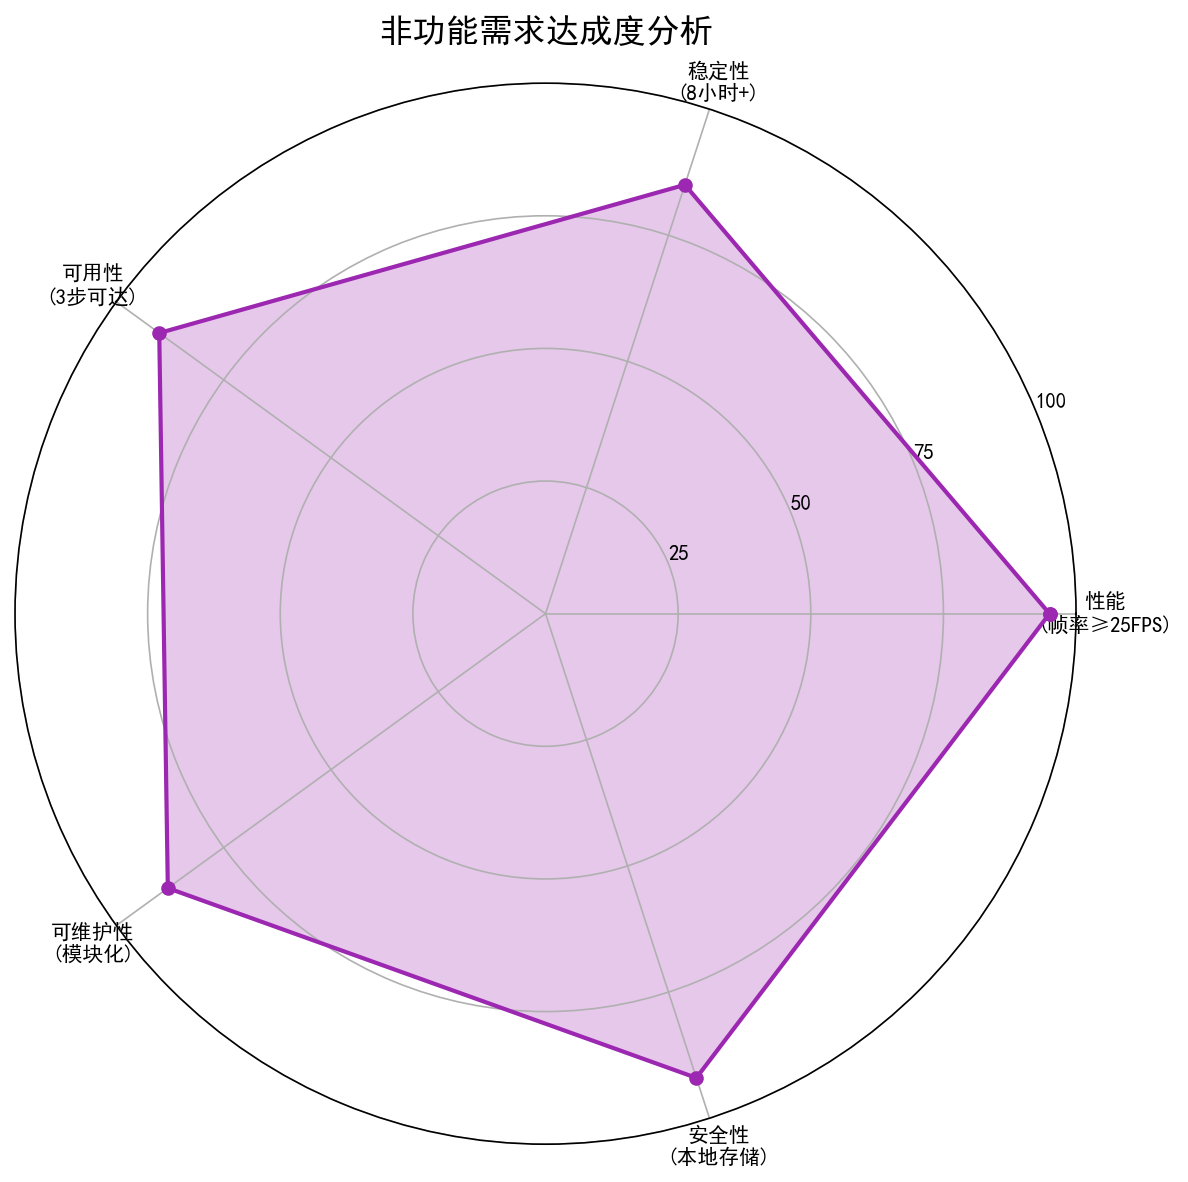 非功能需求达成度分析
稳定性
(8小时+)
可用性
(3步可达)
100
75
50
25
性能
(帧率≥25FPS)
可维护性
(模块化)
安全性
(本地存储)